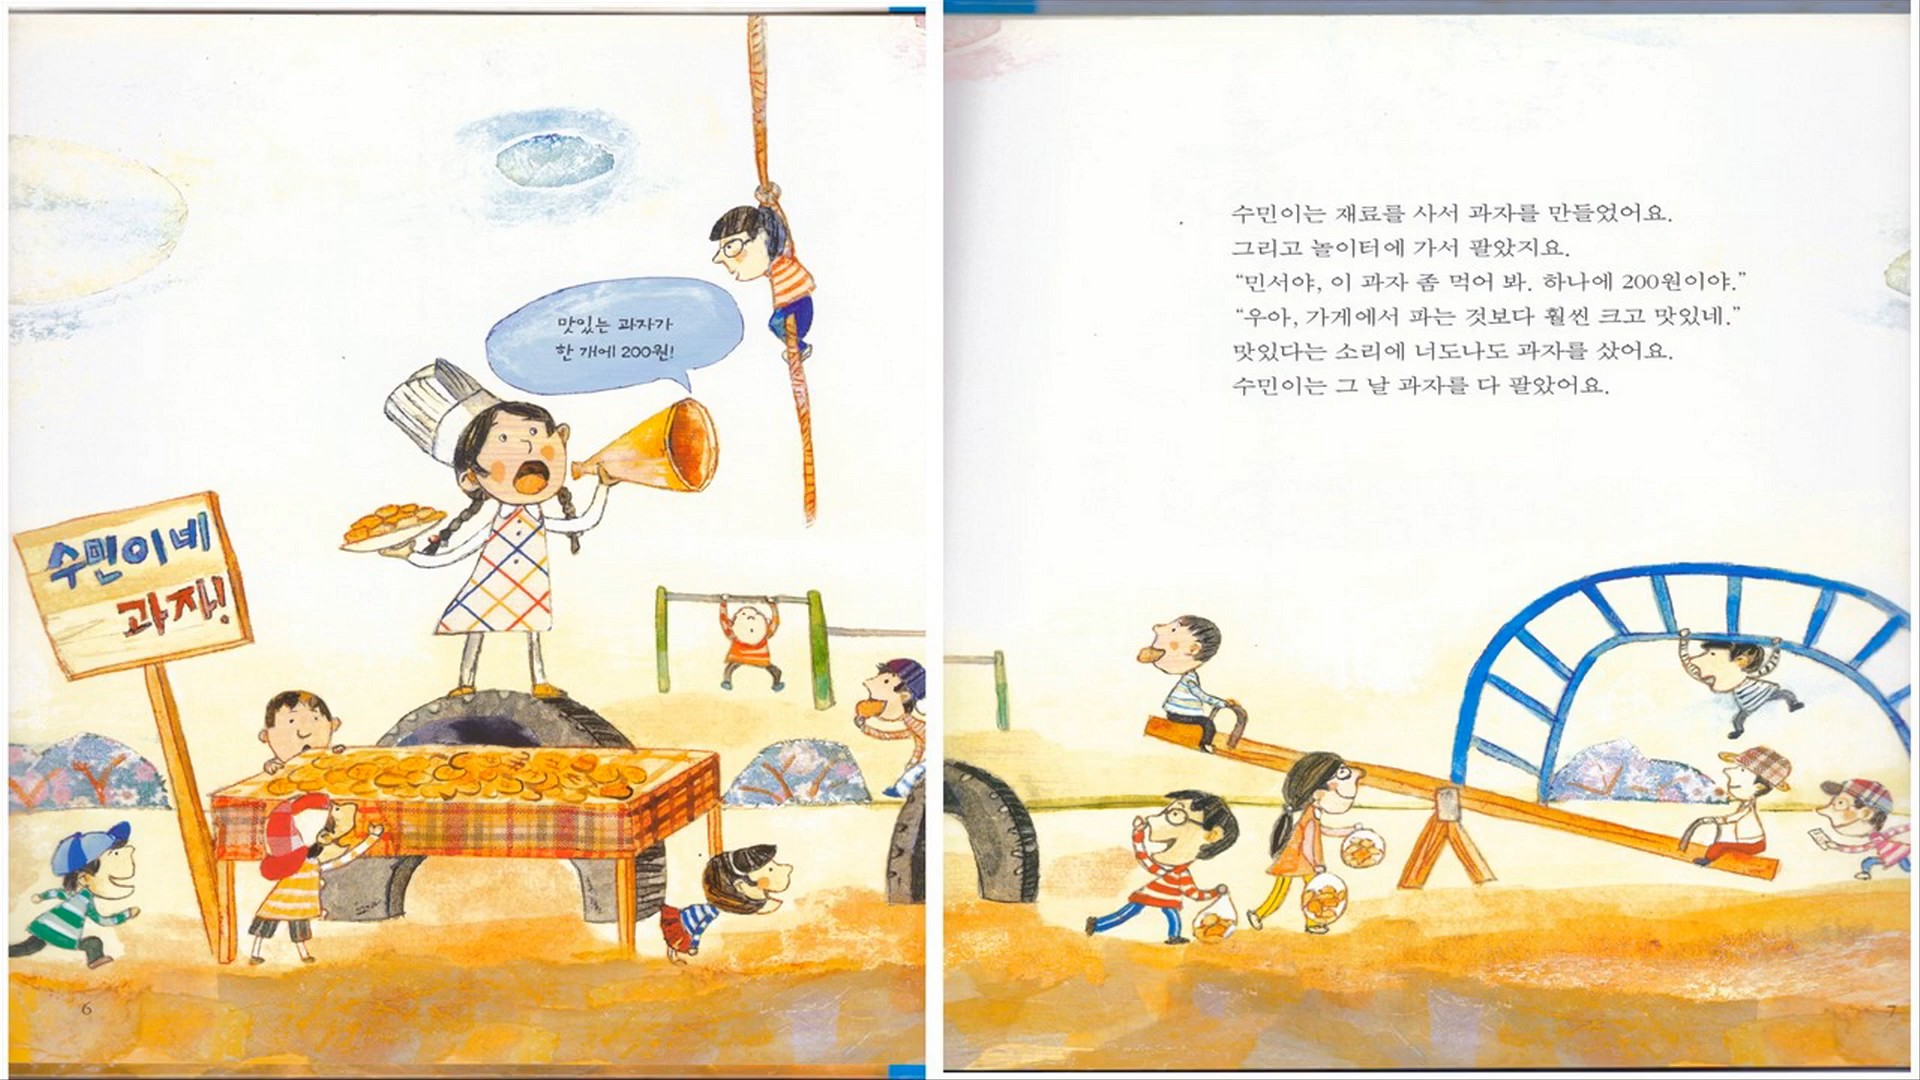 맛있는 과자가
한 개에 200원!
수민이네
과자!
6
수민이는 재료를 사서 과자를 만들었어요.
그리고 놀이터에 가서 팔았지요.
“민서야, 이 과자 좀 먹어 봐. 하나에 200원이야.”
“우아, 가게에서 파는 것보다 훨씬 크고 맛있네.”
맛있다는 소리에 너도나도 과자를 샀어요.
수민이는 그 날 과자를 다 팔았어요.
7